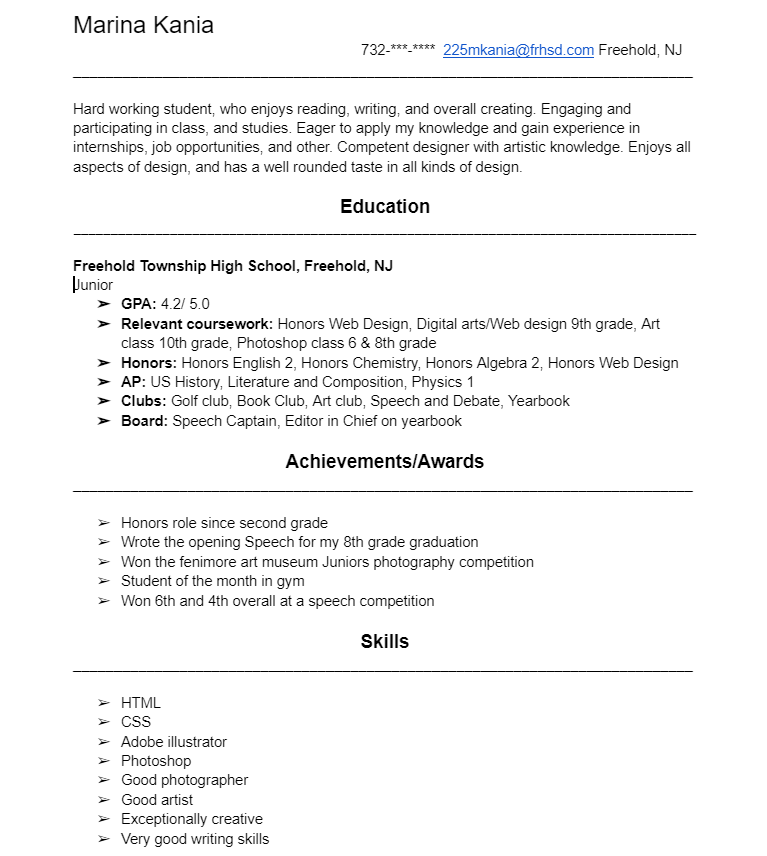 Marina Kania
732-***-**** 225mkania@frhsd.com Freehold, NJ
Hard working student, who enjoys reading, writing, and overall creating. Engaging and
participating in class, and studies. Eager to apply my knowledge and gain experience in
internships, job opportunities, and other. Competent designer with artistic knowledge. Enjoys all
aspects of design, and has a well rounded taste in all kinds of design.
Education
Freehold Township High School, Freehold, NJ
Junior
➤ GPA: 4.2/ 5.0
➤ Relevant coursework: Honors Web Design, Digital arts/Web design 9th grade, Art
class 10th grade, Photoshop class 6 & 8th grade
➤ Honors: Honors English 2, Honors Chemistry, Honors Algebra 2, Honors Web Design
➤ AP: US History, Literature and Composition, Physics 1
➤ Clubs: Golf club, Book Club, Art club, Speech and Debate, Yearbook
➤ Board: Speech Captain, Editor in Chief on yearbook
Achievements/Awards
➢ Honors role since second grade
➢ Wrote the opening Speech for my 8th grade graduation
➢ Won the fenimore art museum Juniors photography competition
➢ Student of the month in gym
➢ Won 6th and 4th overall at a speech competition
Skills
➢ HTML
➢ CSS
➢ Adobe illustrator
➢ Photoshop
➢ Good photographer
➢ Good artist
➢ Exceptionally creative
➢ Very good writing skills